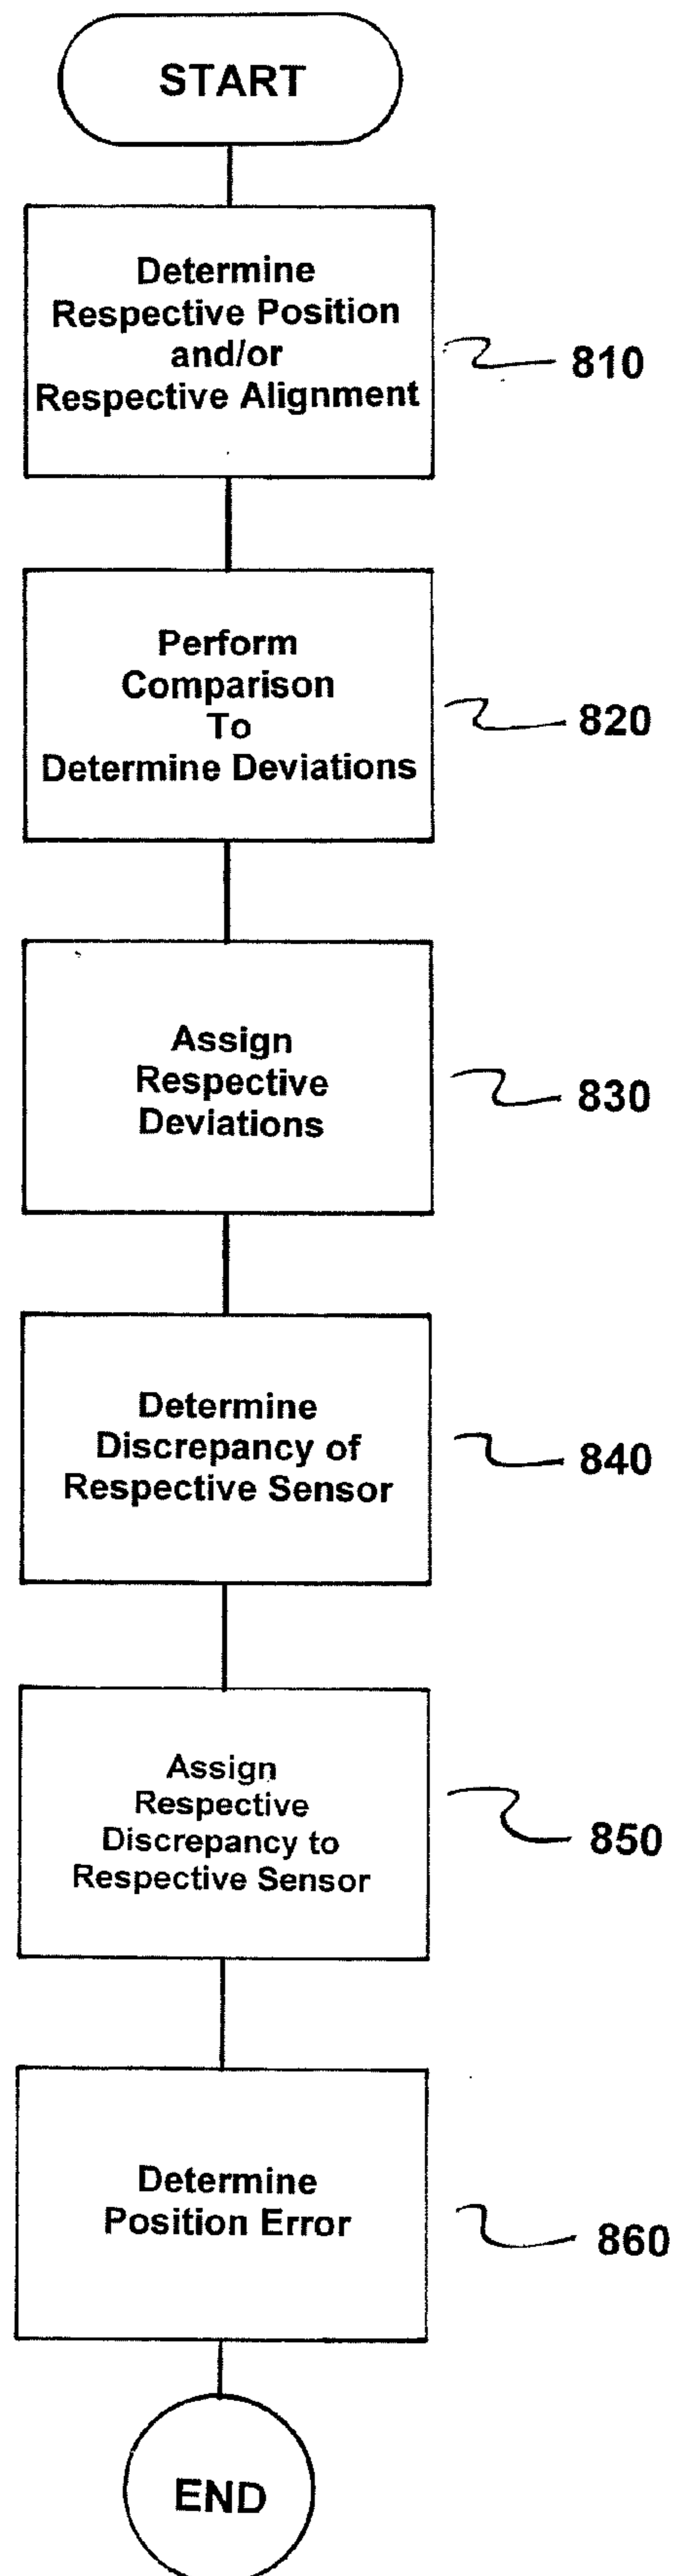 START
Determine
Respective Position
and/or
Respective Alignment
810
Perform
Comparison
To
Determine Deviations
820
Assign
Respective
Deviations
830
Determine
Discrepancy of
Respective Sensor
840
Assign
Respective
Discrepancy to
Respective Sensor
850
Determine
Position Error
860
END